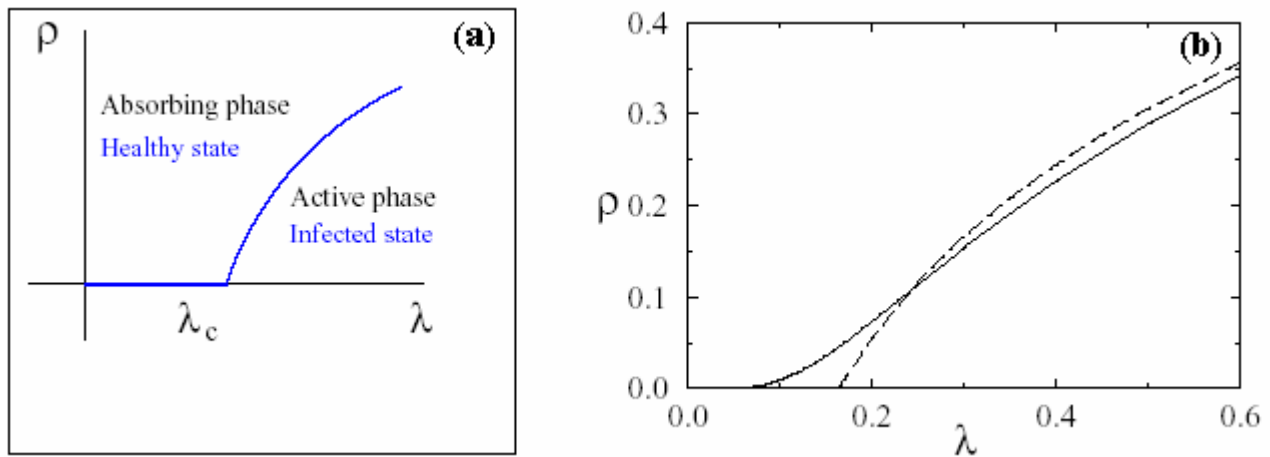 (a)
ρ
Absorbing phase
Healthy state
Active phase
Infected state
λc
λ
(b)
0.4
0.3
ρ 0.2
0.1
0.0
0.0 0.2 0.4 0.6
λ